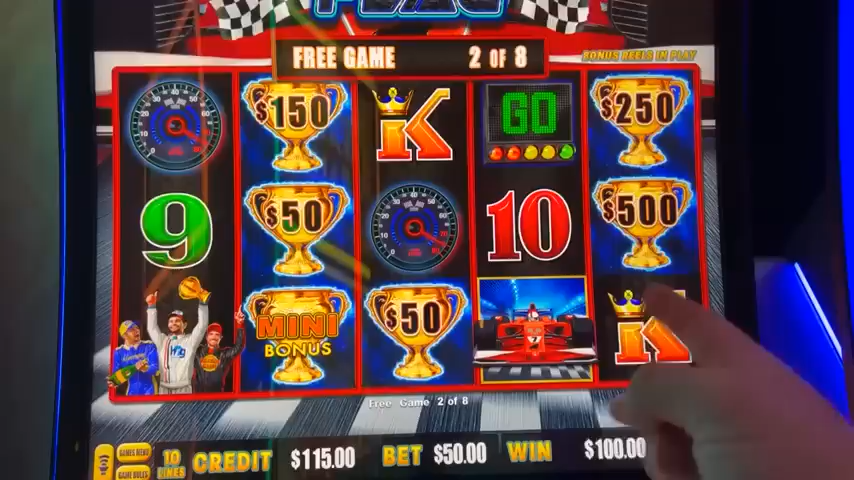 FREE GAME 2 OF 8
BONUS REELS IN PLAY
$150 K GO $250
9 $50 10 $500
MINI
BONUS
$50
K
Free Game 2 of 8
GAMES MENU
GAME RULES
10
LINES
CREDIT $115.00 BET $50.00 WIN $100.00